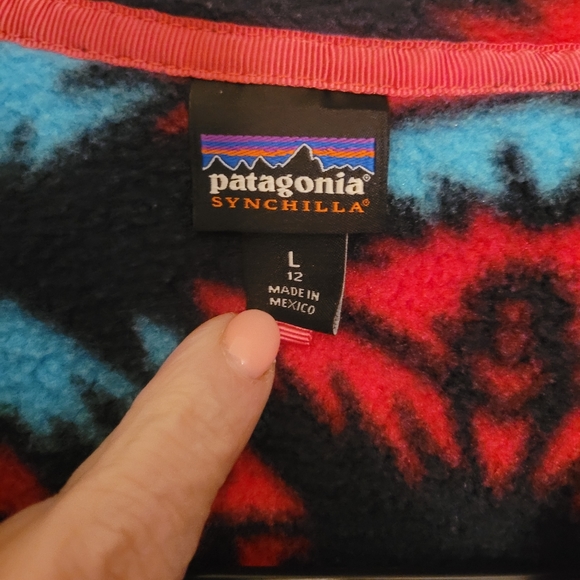 patagonia®
SYNCHILLA®
L
12
MADE IN
MEXICO